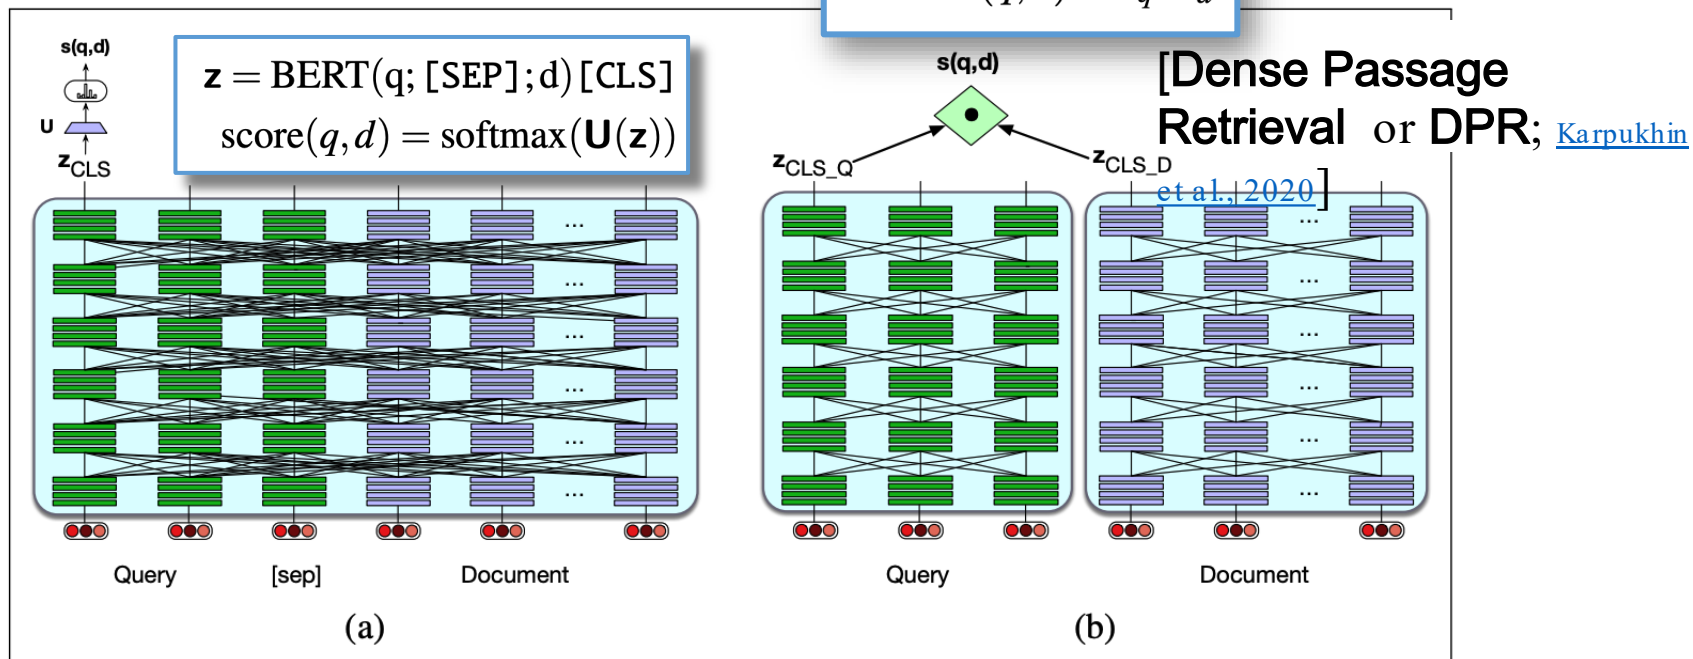 s(q,d)
U
zCLS
z = BERT(q; [SEP]; d)[CLS]
score(q, d) = softmax(U(z))
s(q,d)
zCLS_Q
zCLS_D
[Dense Passage
Retrieval or DPR; Karpukhin
et al., 2020]
...
...
...
...
...
...
...
...
...
...
...
...
Query [sep] Document
Query Document
(a)
(b)